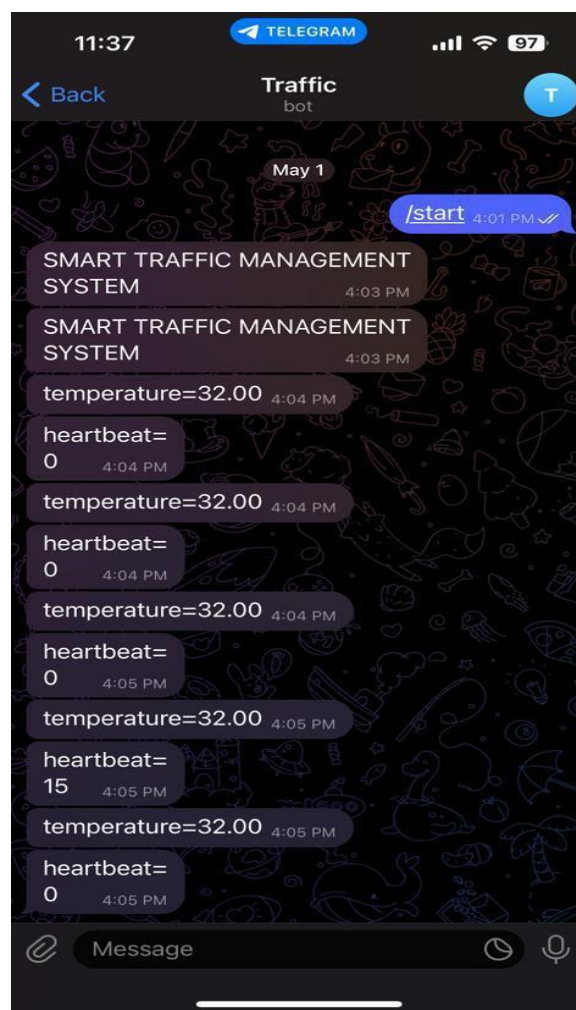 11:37
TELEGRAM
97
Back
Traffic
bot
T
May 1
/start 4:01 PM
SMART TRAFFIC MANAGEMENT
SYSTEM 4:03 PM
SMART TRAFFIC MANAGEMENT
SYSTEM 4:03 PM
temperature=32.00 4:04 PM
heartbeat=
0 4:04 PM
temperature=32.00 4:04 PM
heartbeat=
0 4:04 PM
temperature=32.00 4:04 PM
heartbeat=
0 4:05 PM
temperature=32.00 4:05 PM
heartbeat=
15 4:05 PM
temperature=32.00 4:05 PM
heartbeat=
0 4:05 PM
Message